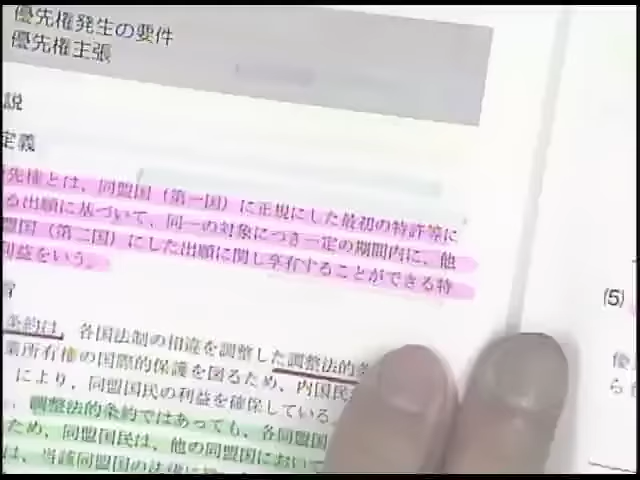 優先権発生の要件
優先権主張
説
定義
先権とは，同盟国（第一国）に正規にした最初の特許等に
る出願に基づいて，同一の対象につき一定の期間内に，他
盟国（第二国）にした出願に関し享有することができる特
利益をいう。
条約は，各国法制の相違を調整した調整法的条
業所有権の国際的保護を図るため，内国民
により，同盟国民の利益を確保している
，調整法的条約ではあっても，各同盟国
ため，同盟国民は，他の同盟国において
は，当該同盟国の法律に
(5)
優
ら